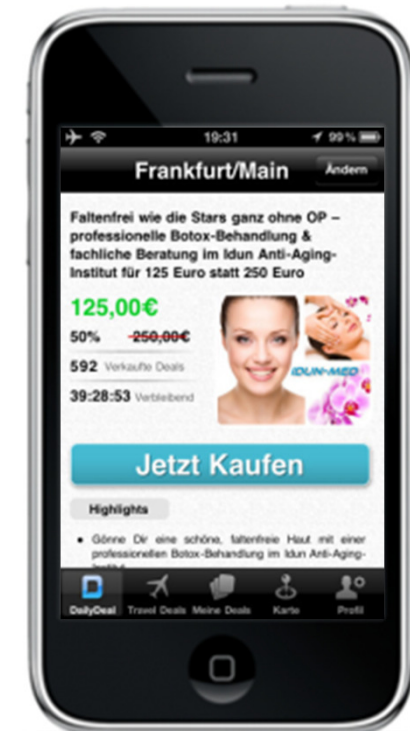 19:31
99%
Frankfurt/Main
Ändern
Faltenfrei wie die Stars ganz ohne OP –
professionelle Botox-Behandlung &
fachliche Beratung im Idun Anti-Aging-
Institut für 125 Euro statt 250 Euro
125,00€
50% 250,00€
592 Verkaufte Deals
39:28:53 Verbleibend
IDUN-MED
Jetzt Kaufen
Highlights
• Gönne Dir eine schöne, faltenfreie Haut mit einer
professionellen Botox-Behandlung im Idun Anti-Aging-
Institut
DailyDeal Travel Deals Meine Deals Karte Profil